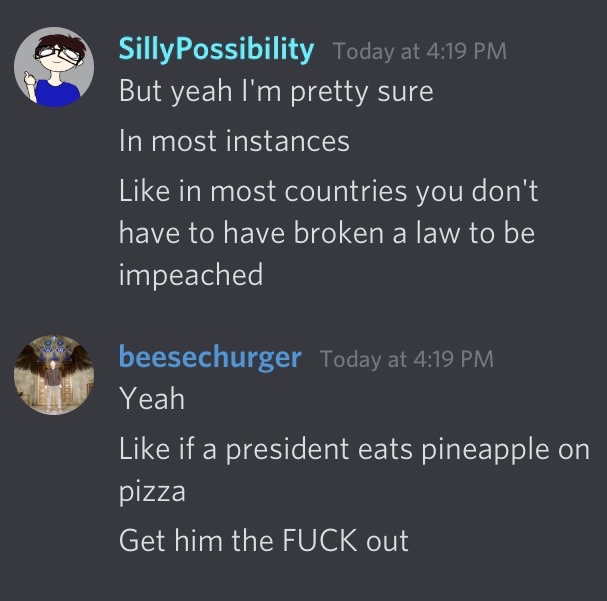 SillyPossibility Today at 4:19 PM
But yeah I'm pretty sure
In most instances
Like in most countries you don't
have to have broken a law to be
impeached
beesechurger Today at 4:19 PM
Yeah
Like if a president eats pineapple on
pizza
Get him the FUCK out